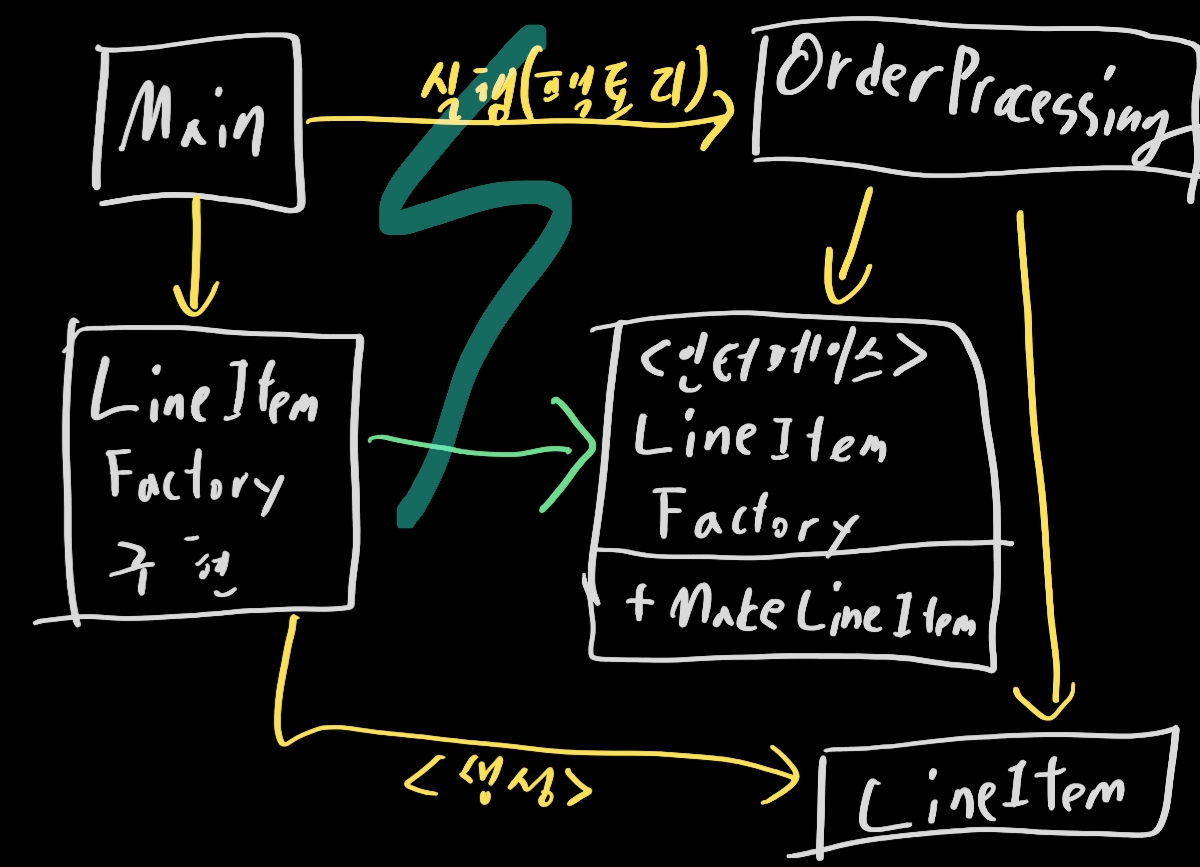 Main
실행(팩토리)
OrderProcessing
LineItem
Factory
구현
<인터페이스>
LineItem
Factory
+ MakeLineItem
<생성>
LineItem